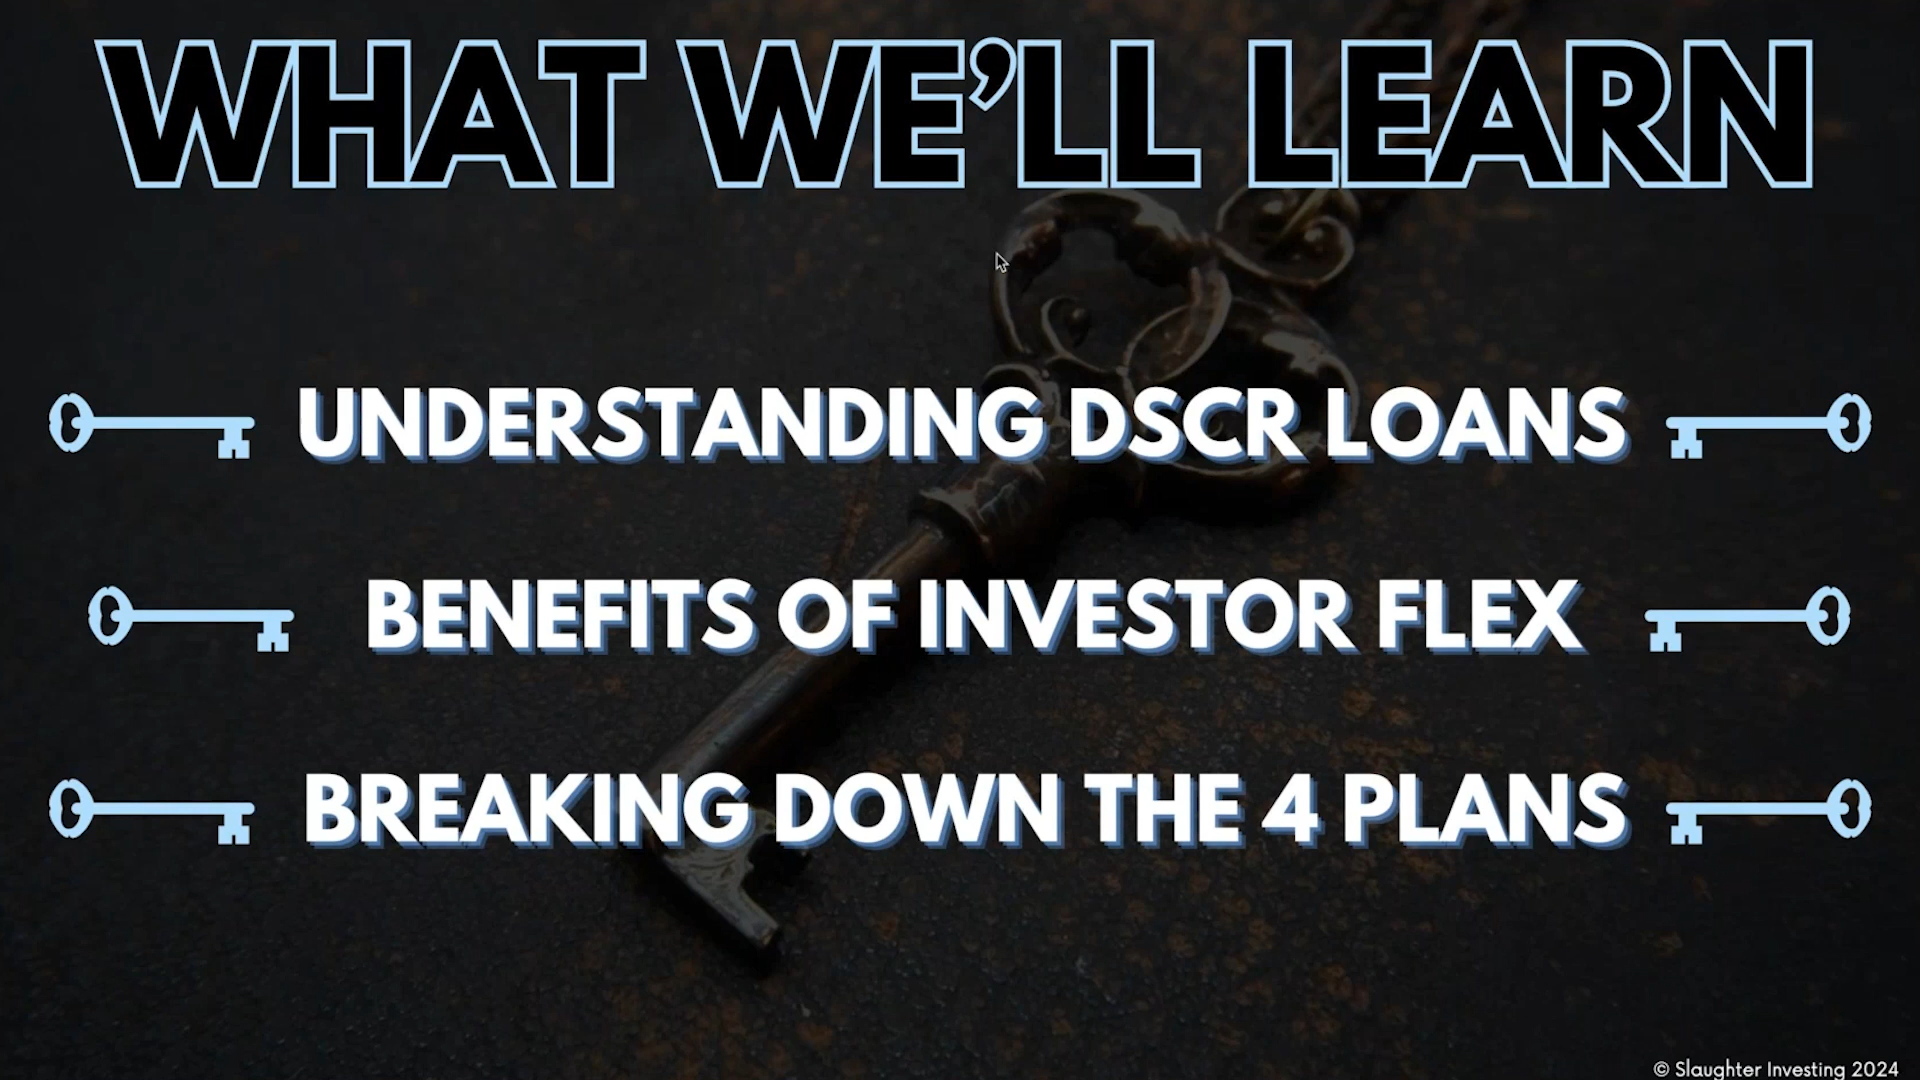 WHAT WE’LL LEARN
UNDERSTANDING DSCR LOANS
BENEFITS OF INVESTOR FLEX
BREAKING DOWN THE 4 PLANS
© Slaughter Investing 2024